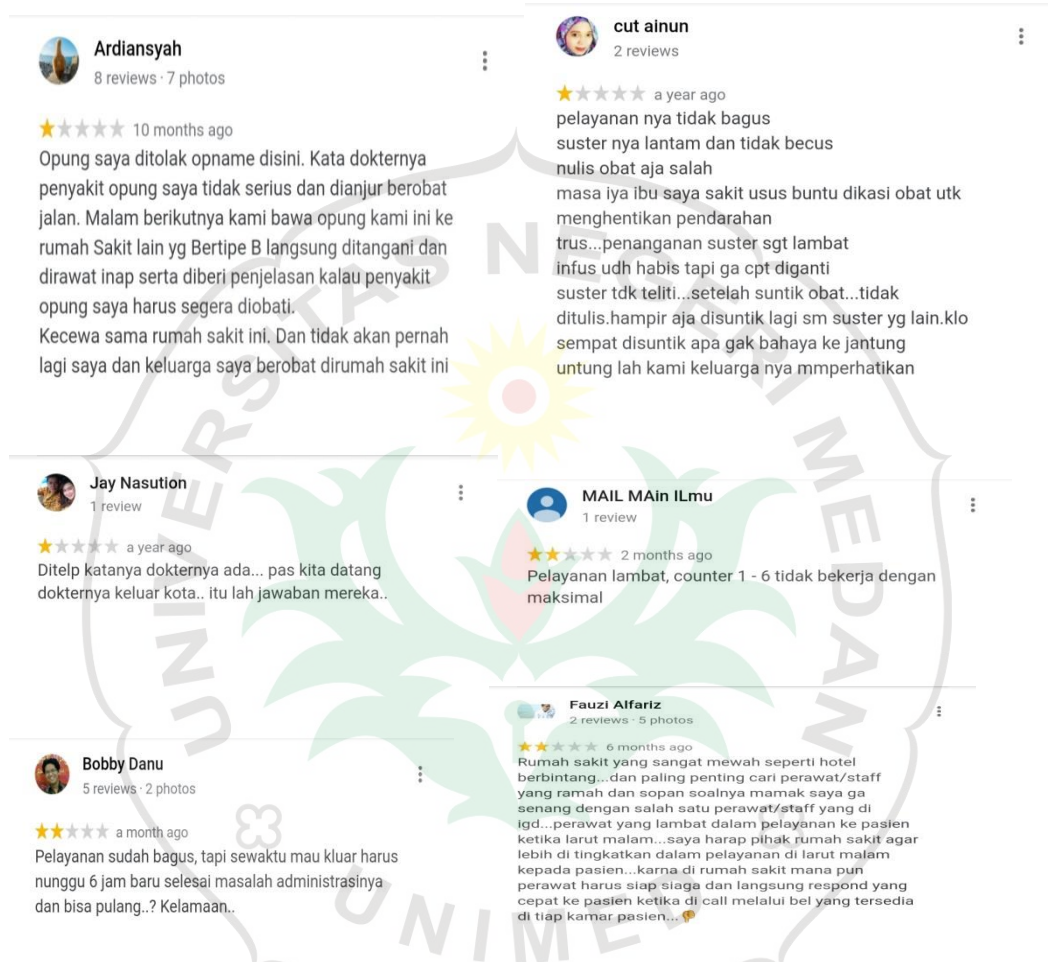 Ardiansyah
8 reviews · 7 photos
10 months ago
Opung saya ditolak opname disini. Kata dokternya
penyakit opung saya tidak serius dan dianjur berobat
jalan. Malam berikutnya kami bawa opung kami ini ke
rumah Sakit lain yg Bertipe B langsung ditangani dan
dirawat inap serta diberi penjelasan kalau penyakit
opung saya harus segera diobati.
Kecewa sama rumah sakit ini. Dan tidak akan pernah
lagi saya dan keluarga saya berobat dirumah sakit ini
cut ainun
2 reviews
a year ago
pelayanan nya tidak bagus
suster nya lantam dan tidak becus
nulis obat aja salah
masa iya ibu saya sakit usus buntu dikasi obat utk
menghentikan pendarahan
trus...penanganan suster sgt lambat
infus udh habis tapi ga cpt diganti
suster tdk teliti...setelah suntik obat...tidak
ditulis.hampir aja disuntik lagi sm suster yg lain.klo
sempat disuntik apa gak bahaya ke jantung
untung lah kami keluarga nya mmperhatikan
Jay Nasution
1 review
a year ago
Ditelp katanya dokternya ada... pas kita datang
dokternya keluar kota.. itu lah jawaban mereka..
MAIL MAin ILmu
1 review
2 months ago
Pelayanan lambat, counter 1 - 6 tidak bekerja dengan
maksimal
Bobby Danu
5 reviews · 2 photos
a month ago
Pelayanan sudah bagus, tapi sewaktu mau kluar harus
nunggu 6 jam baru selesai masalah administrasinya
dan bisa pulang..? Kelamaan..
Fauzi Alfariz
2 reviews · 5 photos
6 months ago
Rumah sakit yang sangat mewah seperti hotel
berbintang...dan paling penting cari perawat/staff
yang ramah dan sopan soalnya mamak saya ga
senang dengan salah satu perawat/staff yang di
igd...perawat yang lambat dalam pelayanan ke pasien
ketika larut malam...saya harap pihak rumah sakit agar
lebih di tingkatkan dalam pelayanan di larut malam
kepada pasien...karna di rumah sakit mana pun
perawat harus siap siaga dan langsung respond yang
cepat ke pasien ketika di call melalui bel yang tersedia
di tiap kamar pasien...
UNIVERSITAS NEGERI MEDAN
UNIMED